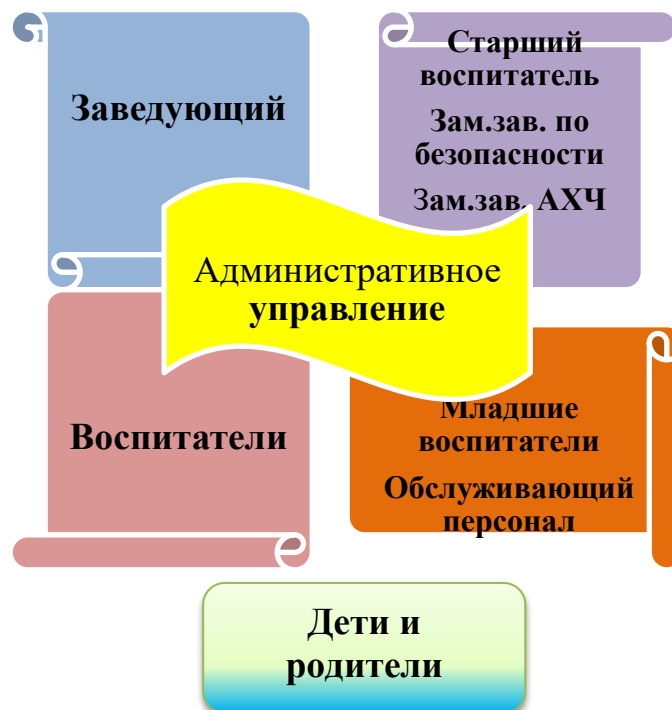 Заведующий
Старший
воспитатель
Зам.зав. по
безопасности
Зам.зав. АХЧ
Административное
управление
Воспитатели
Младшие
воспитатели
Обслуживающий
персонал
Дети и
родители